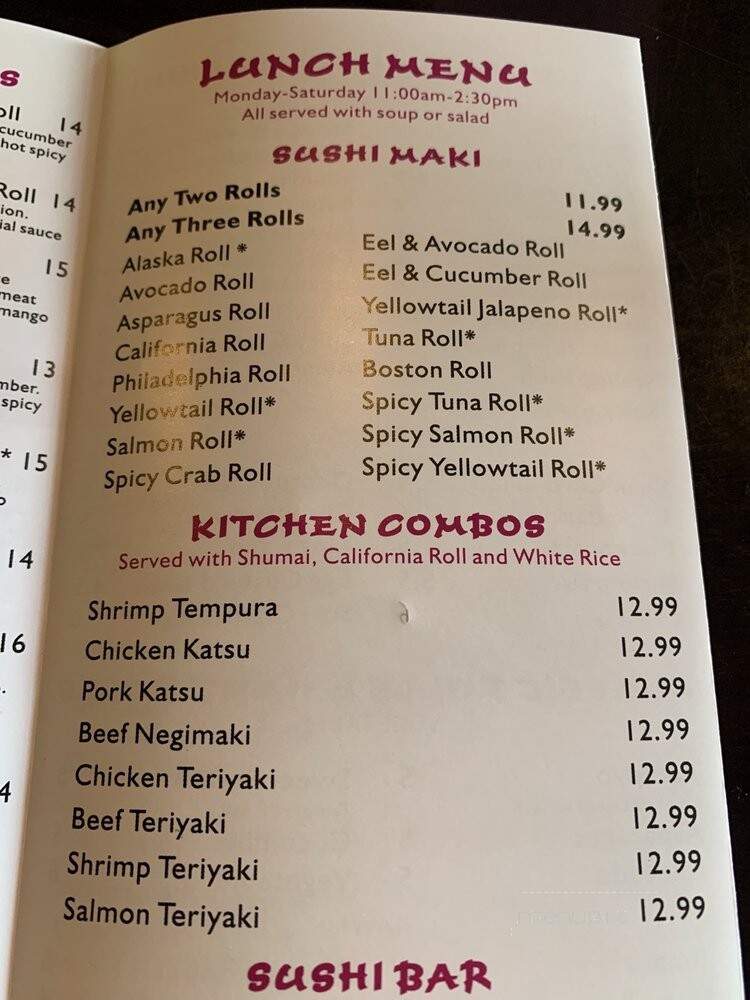 S
oll 14
cucumber
hot spicy
Roll 14
ion.
ial sauce
15
e
meat
mango
13
mber.
spicy
* 15
14
16
4
LUNCH MENU
Monday-Saturday 11:00am-2:30pm
All served with soup or salad
SUSHI MAKI
Any Two Rolls 11.99
Any Three Rolls 14.99
Alaska Roll * Eel & Avocado Roll
Avocado Roll Eel & Cucumber Roll
Asparagus Roll Yellowtail Jalapeno Roll*
California Roll Tuna Roll*
Philadelphia Roll Boston Roll
Yellowtail Roll* Spicy Tuna Roll*
Salmon Roll* Spicy Salmon Roll*
Spicy Crab Roll Spicy Yellowtail Roll*
KITCHEN COMBOS
Served with Shumai, California Roll and White Rice
Shrimp Tempura 12.99
Chicken Katsu 12.99
Pork Katsu 12.99
Beef Negimaki 12.99
Chicken Teriyaki 12.99
Beef Teriyaki 12.99
Shrimp Teriyaki 12.99
Salmon Teriyaki 12.99
SUSHI BAR